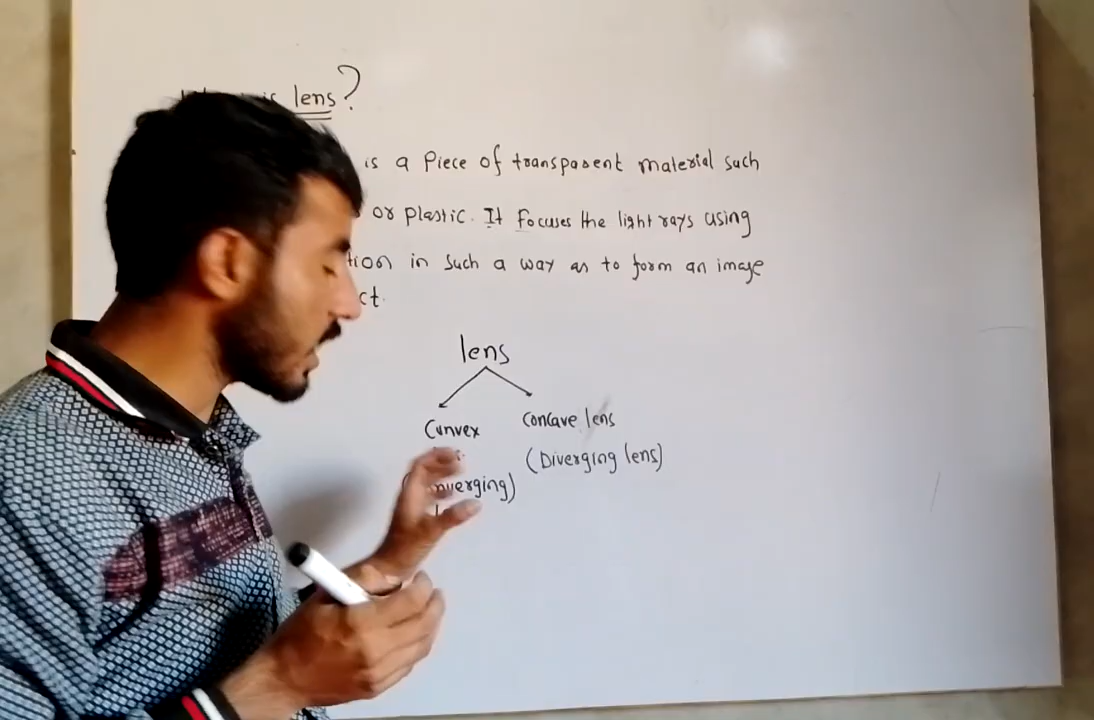 is lens?
is a Piece of transparent material such
or plastic. It Focuses the light rays using
in such a way as to form an image
lens
Convex
Concave lens
(Diverging lens)